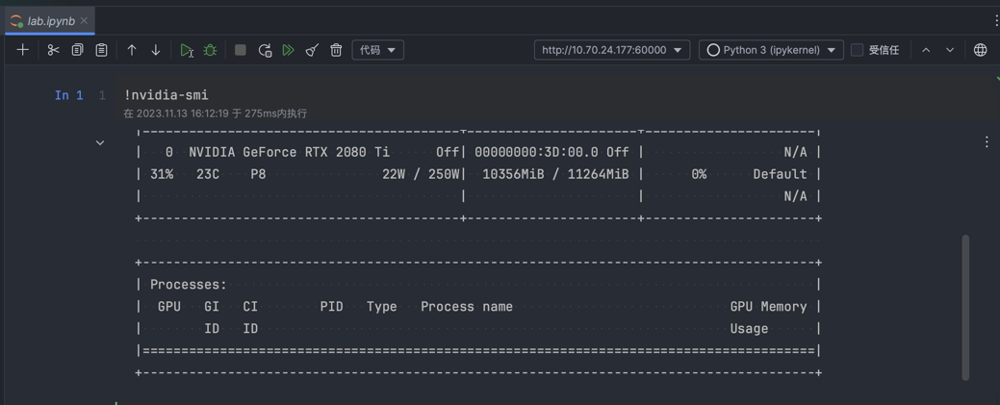 lab.ipynb
代码 http://10.70.24.177:60000 Python 3 (ipykernel) 受信任
In 1 1 !nvidia-smi
在 2023.11.13 16:12:19 于 275ms内执行
+-----------------------------------------+----------------------+----------------------+
|   0  NVIDIA GeForce RTX 2080 Ti      Off| 00000000:3D:00.0 Off |                  N/A |
| 31%   23C    P8               22W / 250W|  10356MiB / 11264MiB |      0%      Default |
|                                         |                      |                  N/A |
+-----------------------------------------+----------------------+----------------------+
+---------------------------------------------------------------------------------------+
| Processes:                                                                            |
|  GPU   GI   CI        PID   Type   Process name                            GPU Memory |
|        ID   ID                                                             Usage      |
|=======================================================================================|
+---------------------------------------------------------------------------------------+